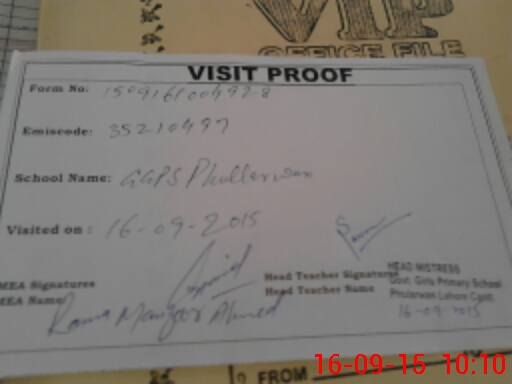 VIP
OFFICE FILE
VISIT PROOF
Form No: 150916100492-8
Emiscode: 35210497
School Name: GGPS Phullerwan
Visited on : 16-09-2015
MEA Signatures
Head Teacher Signatures
MEA Name: Rana Manzoor Ahmed
Head Teacher Name
HEAD MISTRESS
Govt. Girls Primary School
Phularwan Lahore Cantt.
16-09-2015
FROM
16-09-15 10:10